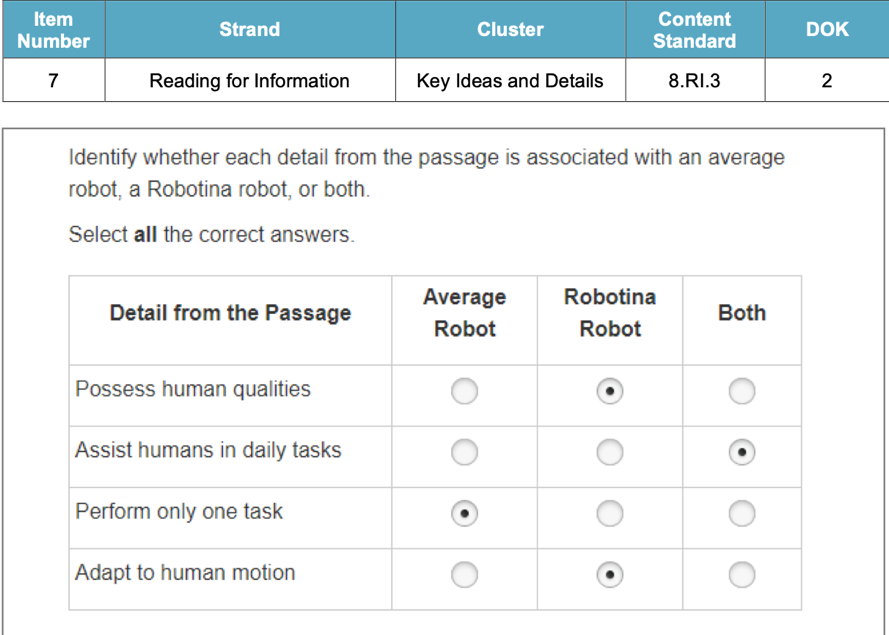 Item Number Strand Cluster Content Standard DOK
7 Reading for Information Key Ideas and Details 8.RI.3 2
Identify whether each detail from the passage is associated with an average
robot, a Robotina robot, or both.
Select all the correct answers.
Detail from the Passage Average Robot Robotina Robot Both
Possess human qualities
Assist humans in daily tasks
Perform only one task
Adapt to human motion